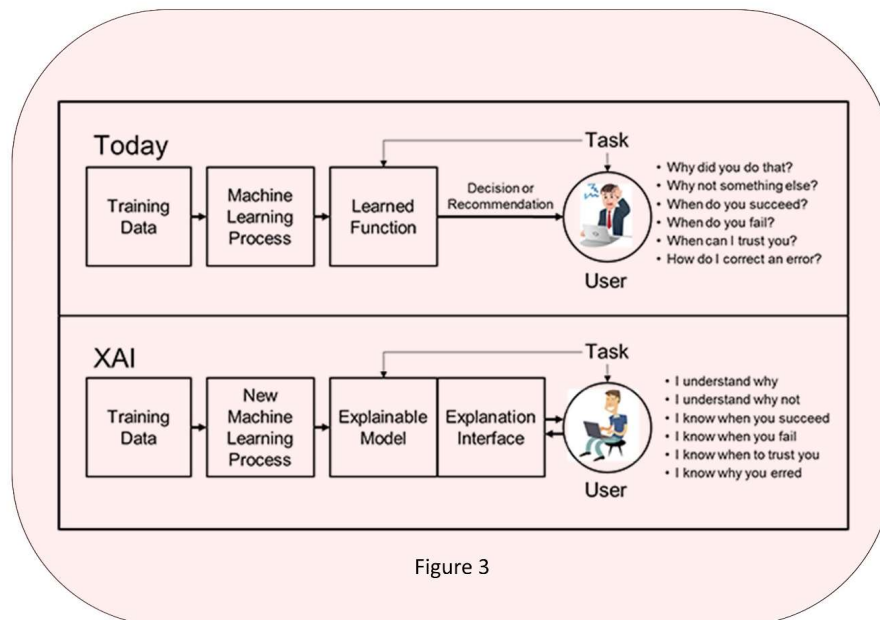 Today
Task
Training
Data
Machine
Learning
Process
Learned
Function
Decision or
Recommendation
User
• Why did you do that?
• Why not something else?
• When do you succeed?
• When do you fail?
• When can I trust you?
• How do I correct an error?
XAI
Task
Training
Data
New
Machine
Learning
Process
Explainable
Model
Explanation
Interface
User
• I understand why
• I understand why not
• I know when you succeed
• I know when you fail
• I know when to trust you
• I know why you erred
Figure 3